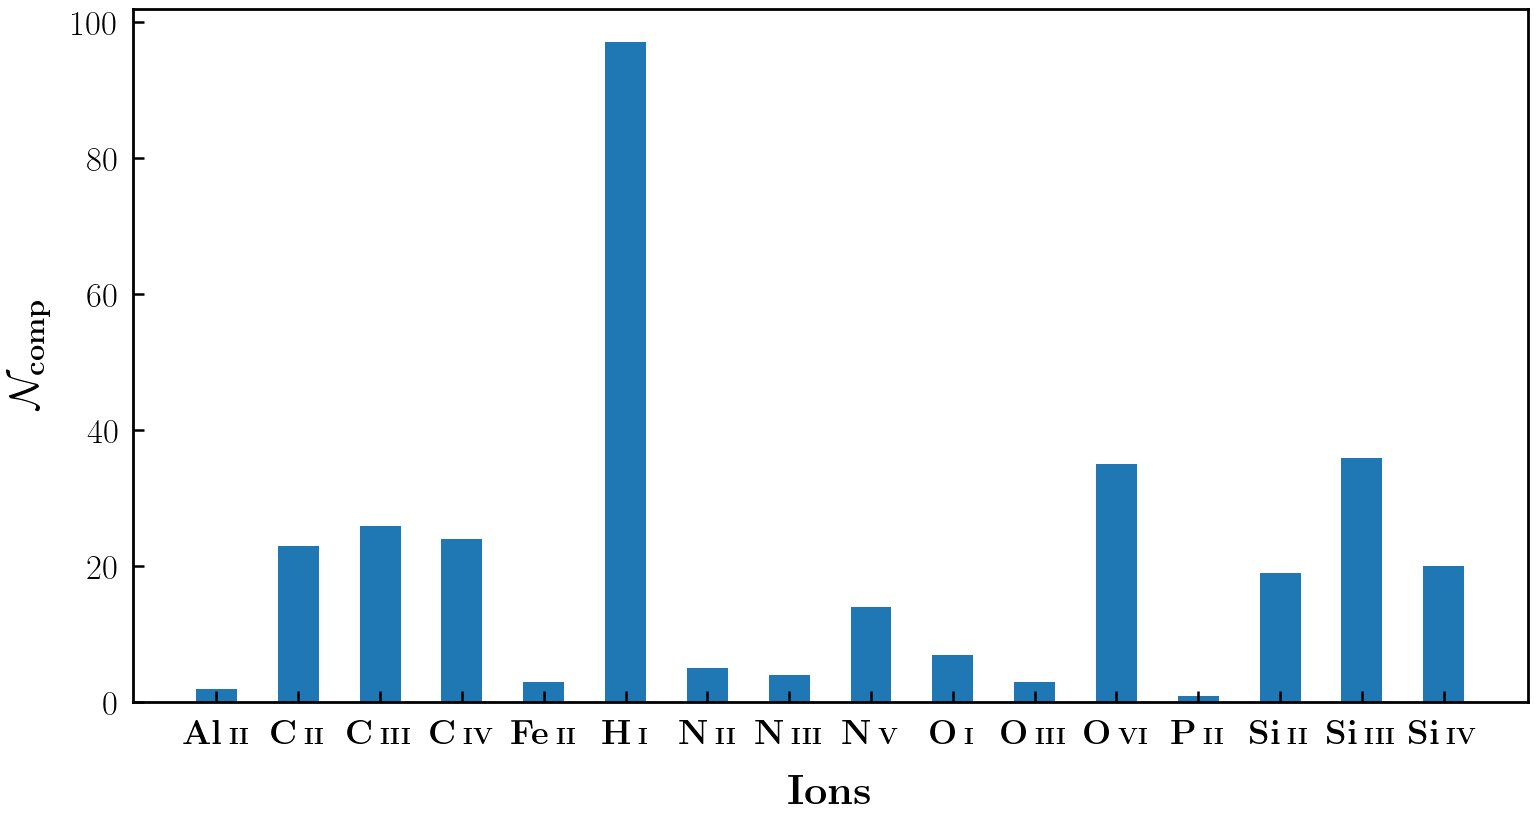 100
80
60
40
20
0
𝒩comp
Al II C II C III C IV Fe II H I N II N III N V O I O III O VI P II Si II Si III Si IV
Ions